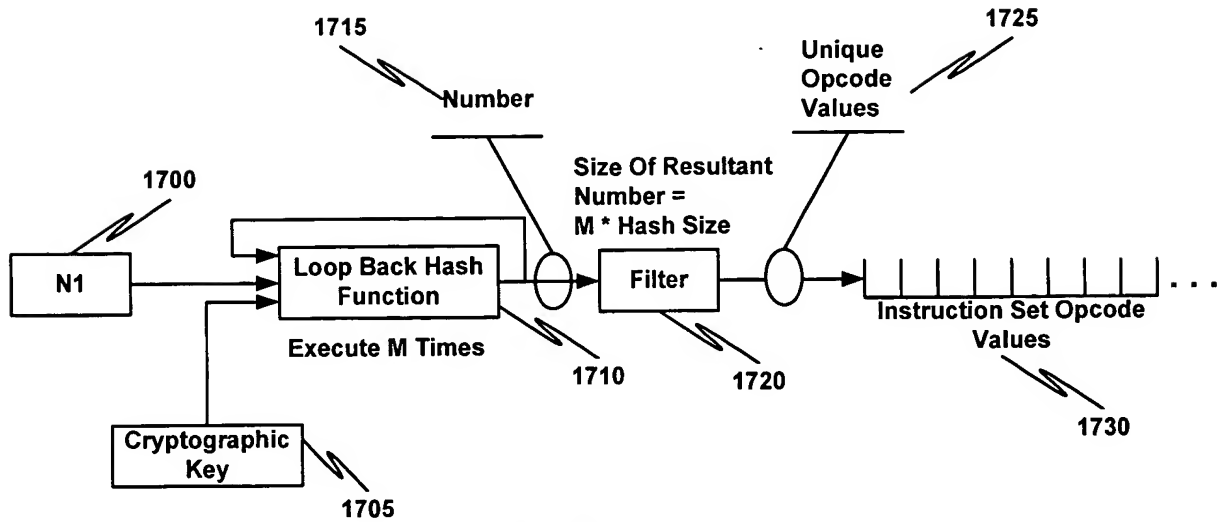 1715
1725
Unique
Opcode
Values
Number
Size Of Resultant
Number =
M * Hash Size
1700
N1
Loop Back Hash
Function
Filter
Execute M Times
1710
1720
Instruction Set Opcode
Values
1730
Cryptographic
Key
1705
. . .